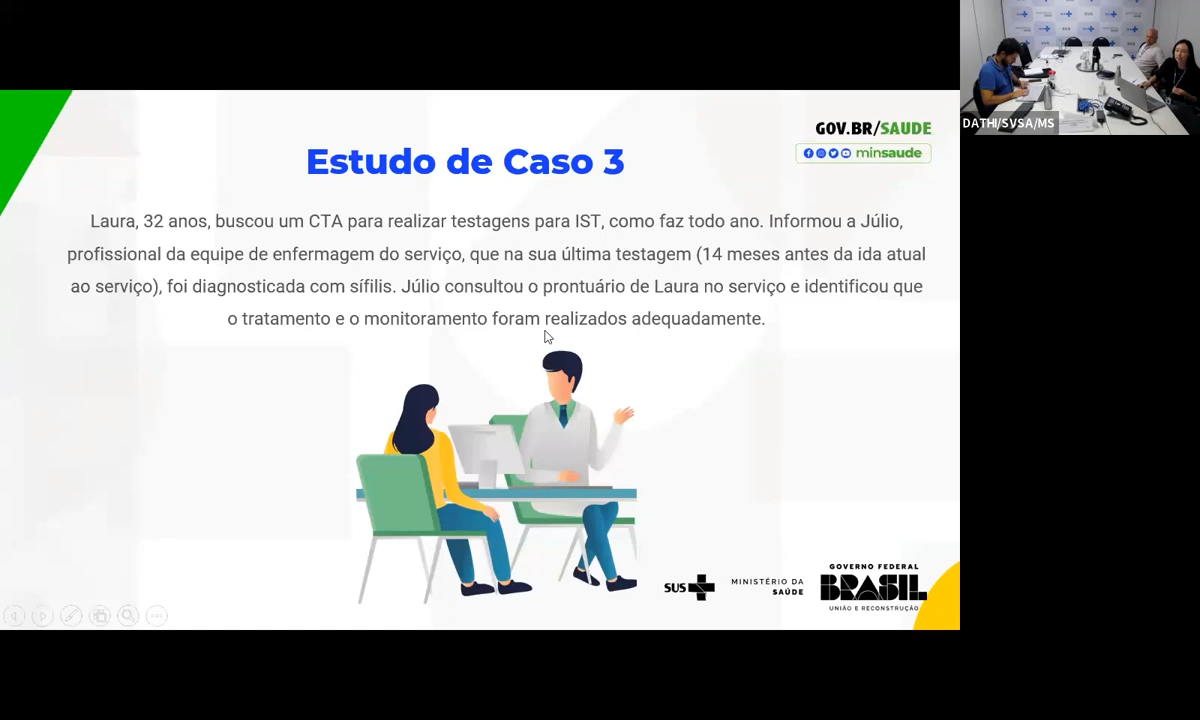 GOV.BR/SAUDE
minsaude
Estudo de Caso 3
Laura, 32 anos, buscou um CTA para realizar testagens para IST, como faz todo ano. Informou a Júlio,
profissional da equipe de enfermagem do serviço, que na sua última testagem (14 meses antes da ida atual
ao serviço), foi diagnosticada com sífilis. Júlio consultou o prontuário de Laura no serviço e identificou que
o tratamento e o monitoramento foram realizados adequadamente.
SUS
MINISTÉRIO DA
SAÚDE
GOVERNO FEDERAL
BRASIL
UNIÃO E RECONSTRUÇÃO
DATHI/SVSA/MS